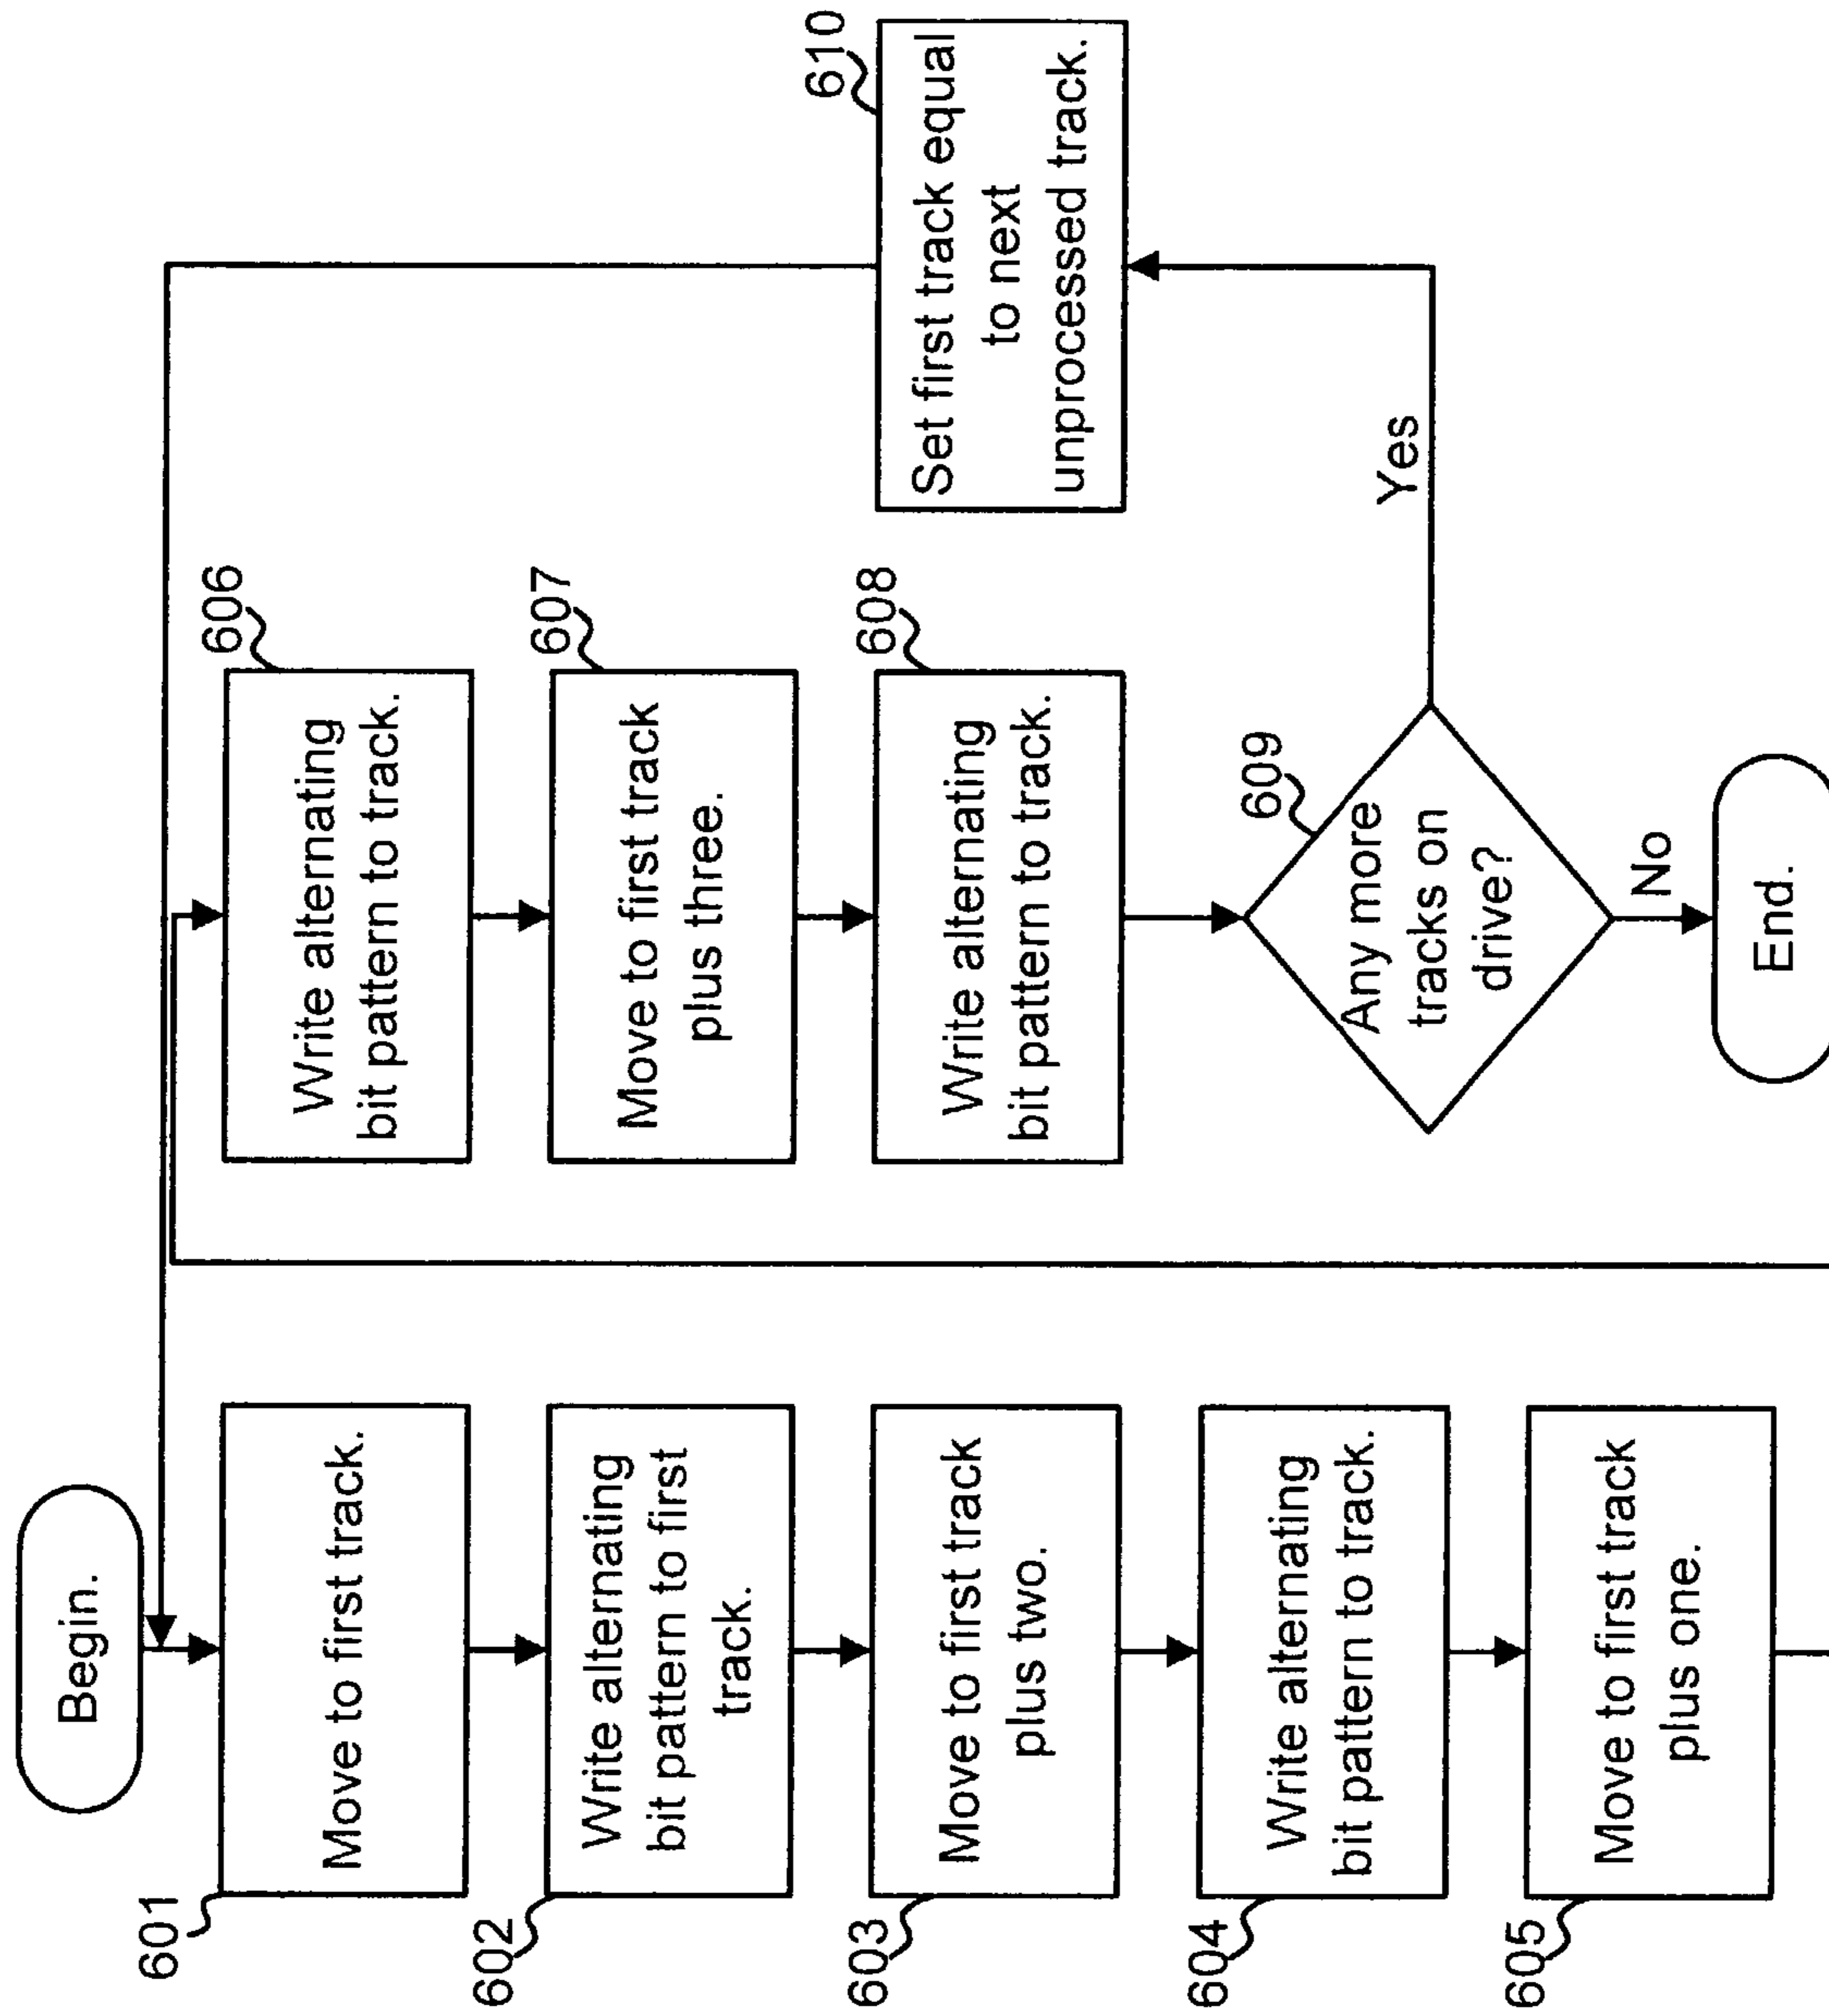 Begin.
601
Move to first track.
602
Write alternating
bit pattern to first
track.
603
Move to first track
plus two.
604
Write alternating
bit pattern to track.
605
Move to first track
plus one.
606
Write alternating
bit pattern to track.
607
Move to first track
plus three.
608
Write alternating
bit pattern to track.
609
Any more
tracks on
drive?
Yes
No
End.
610
Set first track equal
to next
unprocessed track.